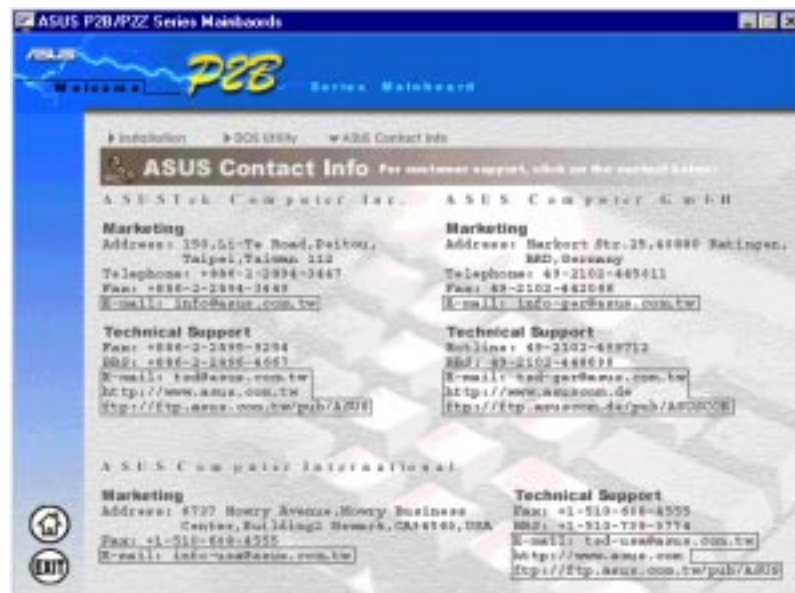 ASUS P2B/P2Z Series Mainbaords
ASUS
Welcome P2B Series Mainboard
Installation DOS Utility ASUS Contact Info
ASUS Contact Info For customer support, click on the contact below:
ASUSTek Computer Inc. ASUS Computer GmbH
Marketing
Address: 150,Li-Te Road,Peitou,
Taipei,Taiwan 112
Telephone: +886-2-2894-3447
Fax: +886-2-2894-3449
E-mail: info@asus.com.tw
Marketing
Address: Harkort Str.25,40880 Ratingen,
BRD,Germany
Telephone: 49-2102-445011
Fax: 49-2102-442066
E-mail: info-ger@asus.com.tw
Technical Support
Fax: +886-2-2895-9254
BBS: +886-2-2896-4667
E-mail: tsd@asus.com.tw
http://www.asus.com.tw
ftp://ftp.asus.com.tw/pub/ASUS
Technical Support
Hotline: 49-2102-499712
BBS: 49-2102-448690
E-mail: tsd-ger@asus.com.tw
http://www.asuscom.de
ftp://ftp.asuscom.de/pub/ASUSCOM
ASUS Computer International
Marketing
Address: 6737 Mowry Avenue,Mowry Business
Center,Building2 Newark,CA94560,USA
Fax: +1-510-608-4555
E-mail: info-usa@asus.com.tw
Technical Support
Fax: +1-510-608-4555
BBS: +1-510-739-3774
E-mail: tsd-usa@asus.com.tw
http://www.asus.com
ftp://ftp.asus.com.tw/pub/ASUS
EXIT